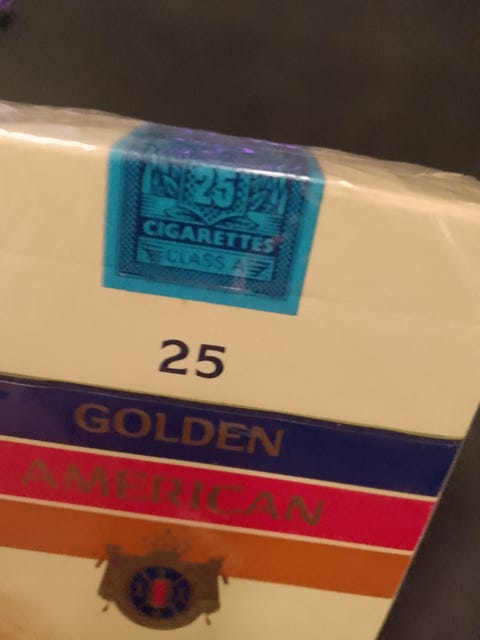 25
CIGARETTES
CLASS A
25
GOLDEN
AMERICAN